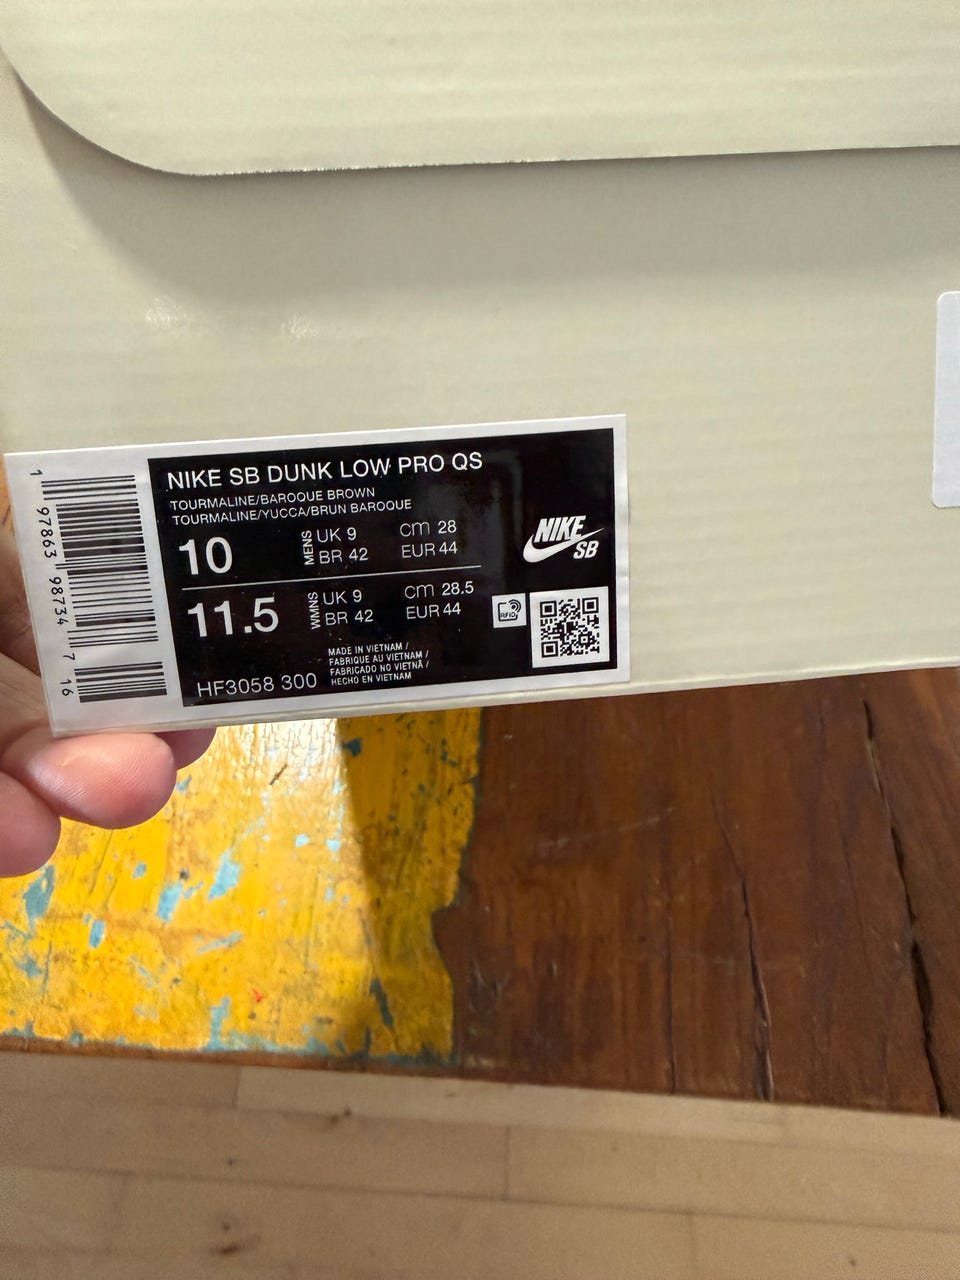 NIKE SB DUNK LOW PRO QS
TOURMALINE/BAROQUE BROWN
TOURMALINE/YUCCA/BRUN BAROQUE
10 MENS UK 9 cm 28
BR 42 EUR 44
11.5 WMNS UK 9 cm 28.5
BR 42 EUR 44
NIKE
SB
RFID
MADE IN VIETNAM /
FABRIQUE AU VIETNAM /
FABRICADO NO VIETNÃ /
HECHO EN VIETNAM
HF3058 300
1 97863 98734 7 16